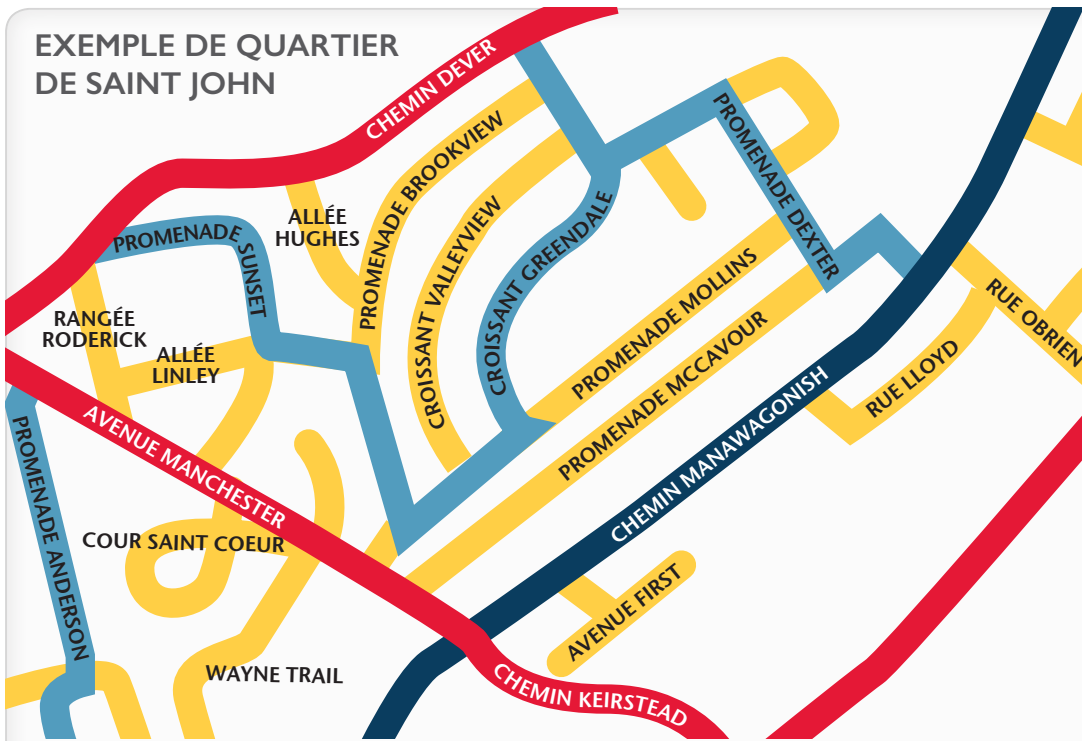 EXEMPLE DE QUARTIER
DE SAINT JOHN
CHEMIN DEVER
PROMENADE BROOKVIEW
PROMENADE DEXTER
ALLÉE
HUGHES
CROISSANT VALLEYVIEW
CROISSANT GREENDALE
PROMENADE SUNSET
RANGÉE
RODERICK
ALLÉE
LINLEY
PROMENADE MOLLINS
PROMENADE MCCAVOUR
RUE OBRIEN
RUE LLOYD
CHEMIN MANAWAGONISH
AVENUE MANCHESTER
PROMENADE ANDERSON
COUR SAINT COEUR
AVENUE FIRST
WAYNE TRAIL
CHEMIN KEIRSTEAD